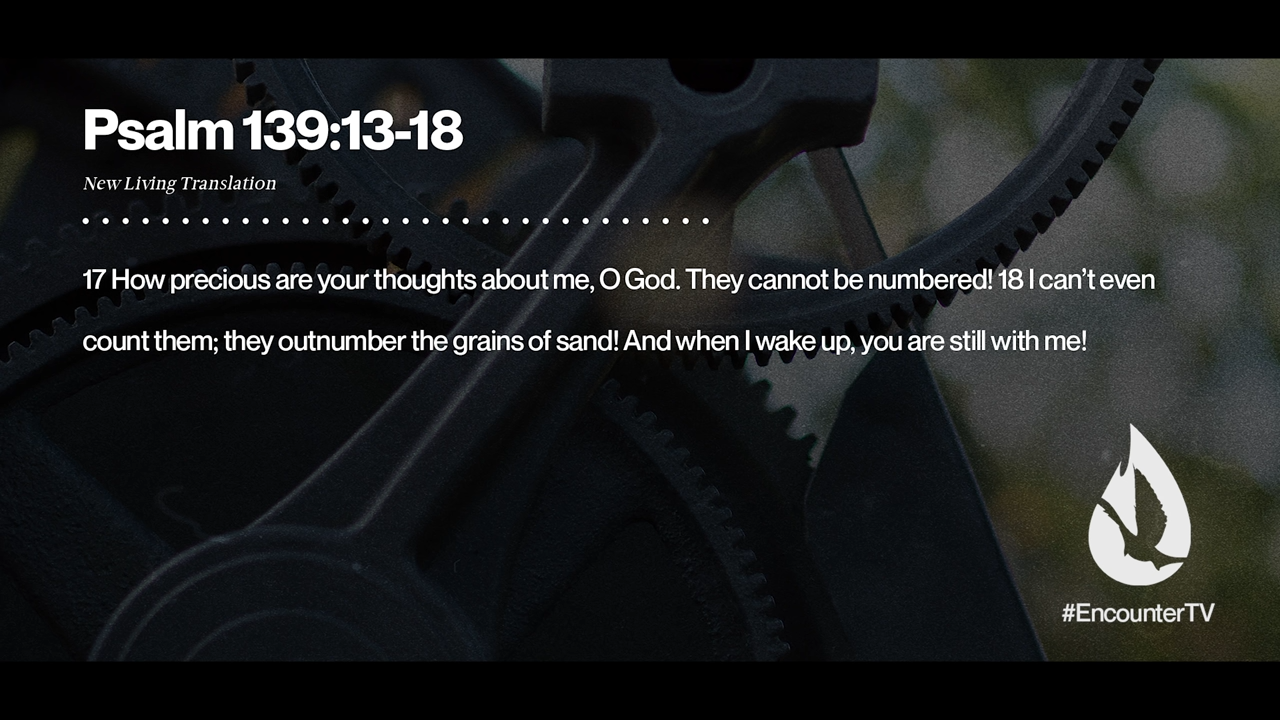 Psalm 139:13-18
New Living Translation
17 How precious are your thoughts about me, O God. They cannot be numbered! 18 I can’t even
count them; they outnumber the grains of sand! And when I wake up, you are still with me!
#EncounterTV